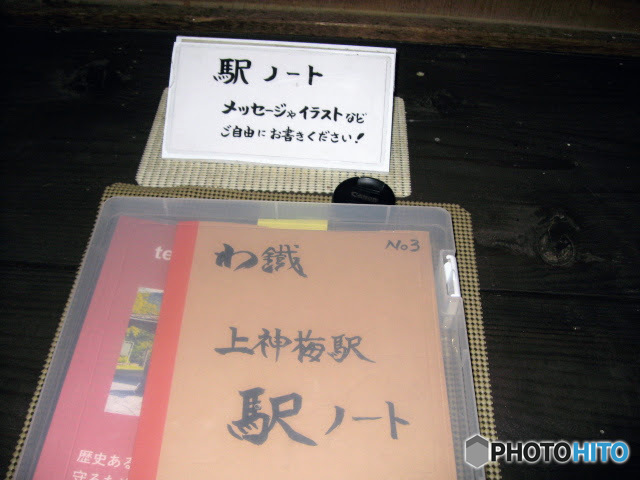 駅 ノート
メッセージやイラストなど
ご自由にお書きください!
No3
わ鐵
上神梅駅
駅 ノート
te
歴史ある
PHOTOHITO